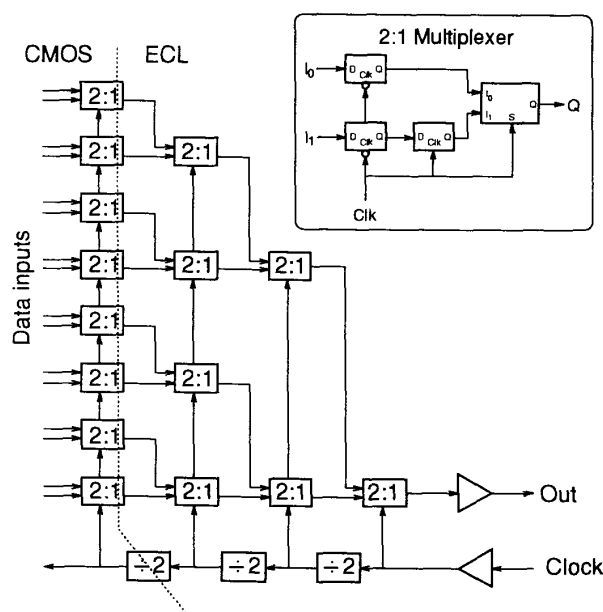 CMOS ECL
2:1 Multiplexer
I0 D Q Clk
I0 Q Q
I1 S
I1 D Q Clk D Q Clk
Clk
2:1
2:1 2:1
2:1
2:1 2:1 2:1
2:1
2:1 2:1
2:1
2:1 2:1 2:1 2:1 Out
÷2 ÷2 ÷2 Clock
Data inputs